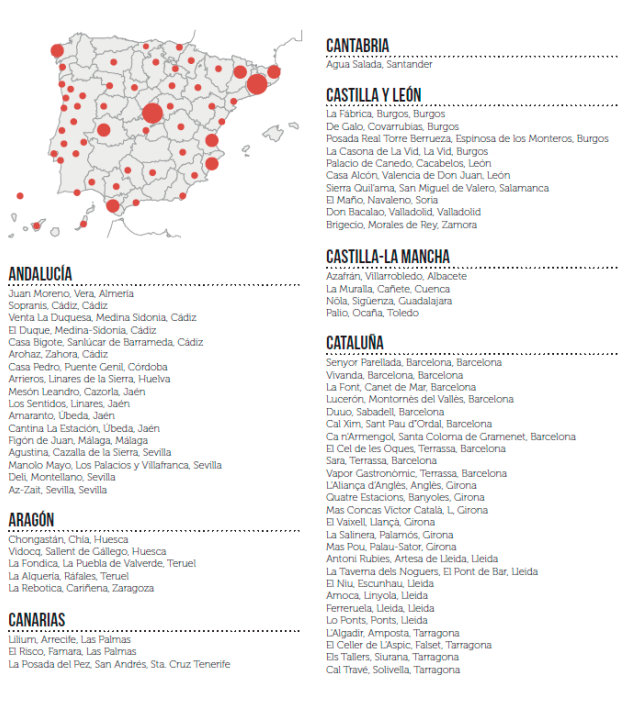 ANDALUCÍA
Juan Moreno, Vera, Almería
Sopranis, Cádiz, Cádiz
Venta La Duquesa, Medina Sidonia, Cádiz
El Duque, Medina-Sidonia, Cádiz
Casa Bigote, Sanlúcar de Barrameda, Cádiz
Arohaz, Zahora, Cádiz
Casa Pedro, Puente Genil, Córdoba
Arrieros, Linares de la Sierra, Huelva
Mesón Leandro, Cazorla, Jaén
Los Sentidos, Linares, Jaén
Amaranto, Úbeda, Jaén
Cantina La Estación, Úbeda, Jaén
Figón de Juan, Málaga, Málaga
Agustina, Cazalla de la Sierra, Sevilla
Manolo Mayo, Los Palacios y Villafranca, Sevilla
Deli, Montellano, Sevilla
Az-Zait, Sevilla, Sevilla
ARAGÓN
Chongastán, Chía, Huesca
Vidocq, Sallent de Gállego, Huesca
La Fondica, La Puebla de Valverde, Teruel
La Alquería, Ráfales, Teruel
La Rebotica, Cariñena, Zaragoza
CANARIAS
Lilium, Arrecife, Las Palmas
El Risco, Famara, Las Palmas
La Posada del Pez, San Andrés, Sta. Cruz Tenerife
CANTABRIA
Agua Salada, Santander
CASTILLA Y LEÓN
La Fábrica, Burgos, Burgos
De Galo, Covarrubias, Burgos
Posada Real Torre Berrueza, Espinosa de los Monteros, Burgos
La Casona de La Vid, La Vid, Burgos
Palacio de Canedo, Cacabelos, León
Casa Alcón, Valencia de Don Juan, León
Sierra Quil'ama, San Miguel de Valero, Salamanca
El Maño, Navaleno, Soria
Don Bacalao, Valladolid, Valladolid
Brigecio, Morales de Rey, Zamora
CASTILLA-LA MANCHA
Azafrán, Villarrobledo, Albacete
La Muralla, Cañete, Cuenca
Nöla, Sigüenza, Guadalajara
Palio, Ocaña, Toledo
CATALUÑA
Senyor Parellada, Barcelona, Barcelona
Vivanda, Barcelona, Barcelona
La Font, Canet de Mar, Barcelona
Lucerón, Montornès del Vallès, Barcelona
Duuo, Sabadell, Barcelona
Cal Xim, Sant Pau d"Ordal, Barcelona
Ca n'Armengol, Santa Coloma de Gramenet, Barcelona
El Cel de les Oques, Terrassa, Barcelona
Sara, Terrassa, Barcelona
Vapor Gastronòmic, Terrassa, Barcelona
L'Aliança d'Anglès, Anglès, Girona
Quatre Estacions, Banyoles, Girona
Mas Concas Víctor Català, L, Girona
El Vaixell, Llançà, Girona
La Salinera, Palamós, Girona
Mas Pou, Palau-Sator, Girona
Antoni Rubies, Artesa de Lleida, Lleida
La Taverna dels Noguers, El Pont de Bar, Lleida
El Niu, Escunhau, Lleida
Amoca, Linyola, Lleida
Ferreruela, Lleida, Lleida
Lo Ponts, Ponts, Lleida
L'Algadir, Amposta, Tarragona
El Celler de L'Aspic, Falset, Tarragona
Els Tallers, Siurana, Tarragona
Cal Travé, Solivella, Tarragona